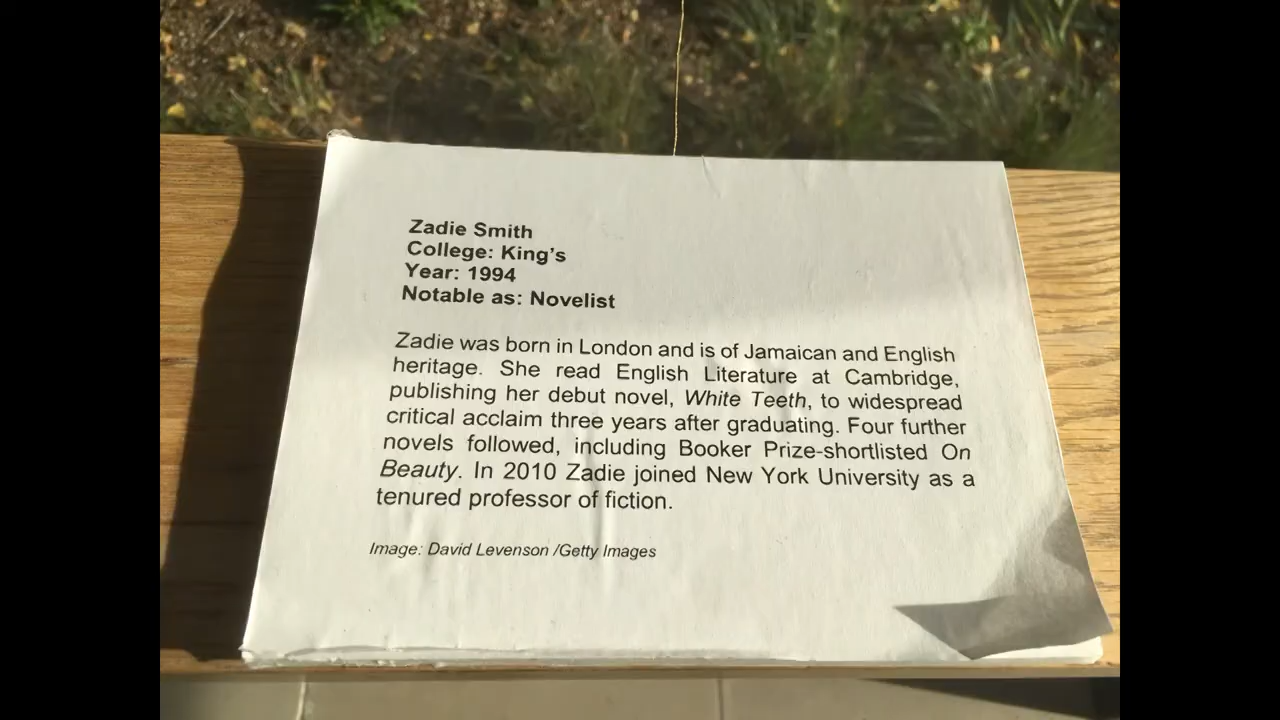 Zadie Smith
College: King's
Year: 1994
Notable as: Novelist
Zadie was born in London and is of Jamaican and English
heritage. She read English Literature at Cambridge,
publishing her debut novel, White Teeth, to widespread
critical acclaim three years after graduating. Four further
novels followed, including Booker Prize-shortlisted On
Beauty. In 2010 Zadie joined New York University as a
tenured professor of fiction.
Image: David Levenson /Getty Images